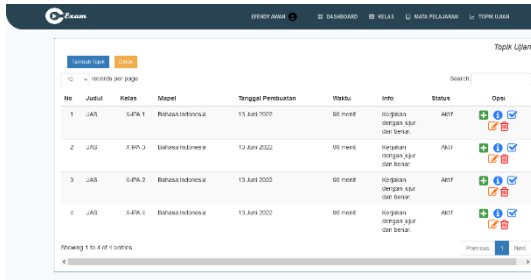 Exam
EFENDY AWAN DASHBOARD KELAS MATA PELAJARAN TOPIK UJIAN
Topik Ujian
Tambah Topik Cetak
10 records per page Search:
No Judul Kelas Mapel Tanggal Pembuatan Waktu Info Status Opsi
1 UAS X-IPA 1 Bahasa Indonesia 13 Juni 2022 90 menit Kerjakan dengan jujur dan benar. Aktif
2 UAS X-IPA 3 Bahasa Indonesia 13 Juni 2022 90 menit Kerjakan dengan jujur dan benar. Aktif
3 UAS X-IPA 2 Bahasa Indonesia 13 Juni 2022 90 menit Kerjakan dengan jujur dan benar. Aktif
4 UAS X-IPA 4 Bahasa Indonesia 13 Juni 2022 90 menit Kerjakan dengan jujur dan benar. Aktif
Showing 1 to 4 of 4 entries Previous 1 Next